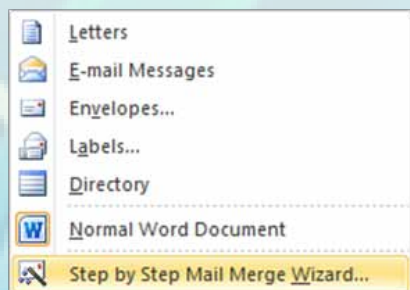 Letters
E-mail Messages
Envelopes...
Labels...
Directory
Normal Word Document
Step by Step Mail Merge Wizard...